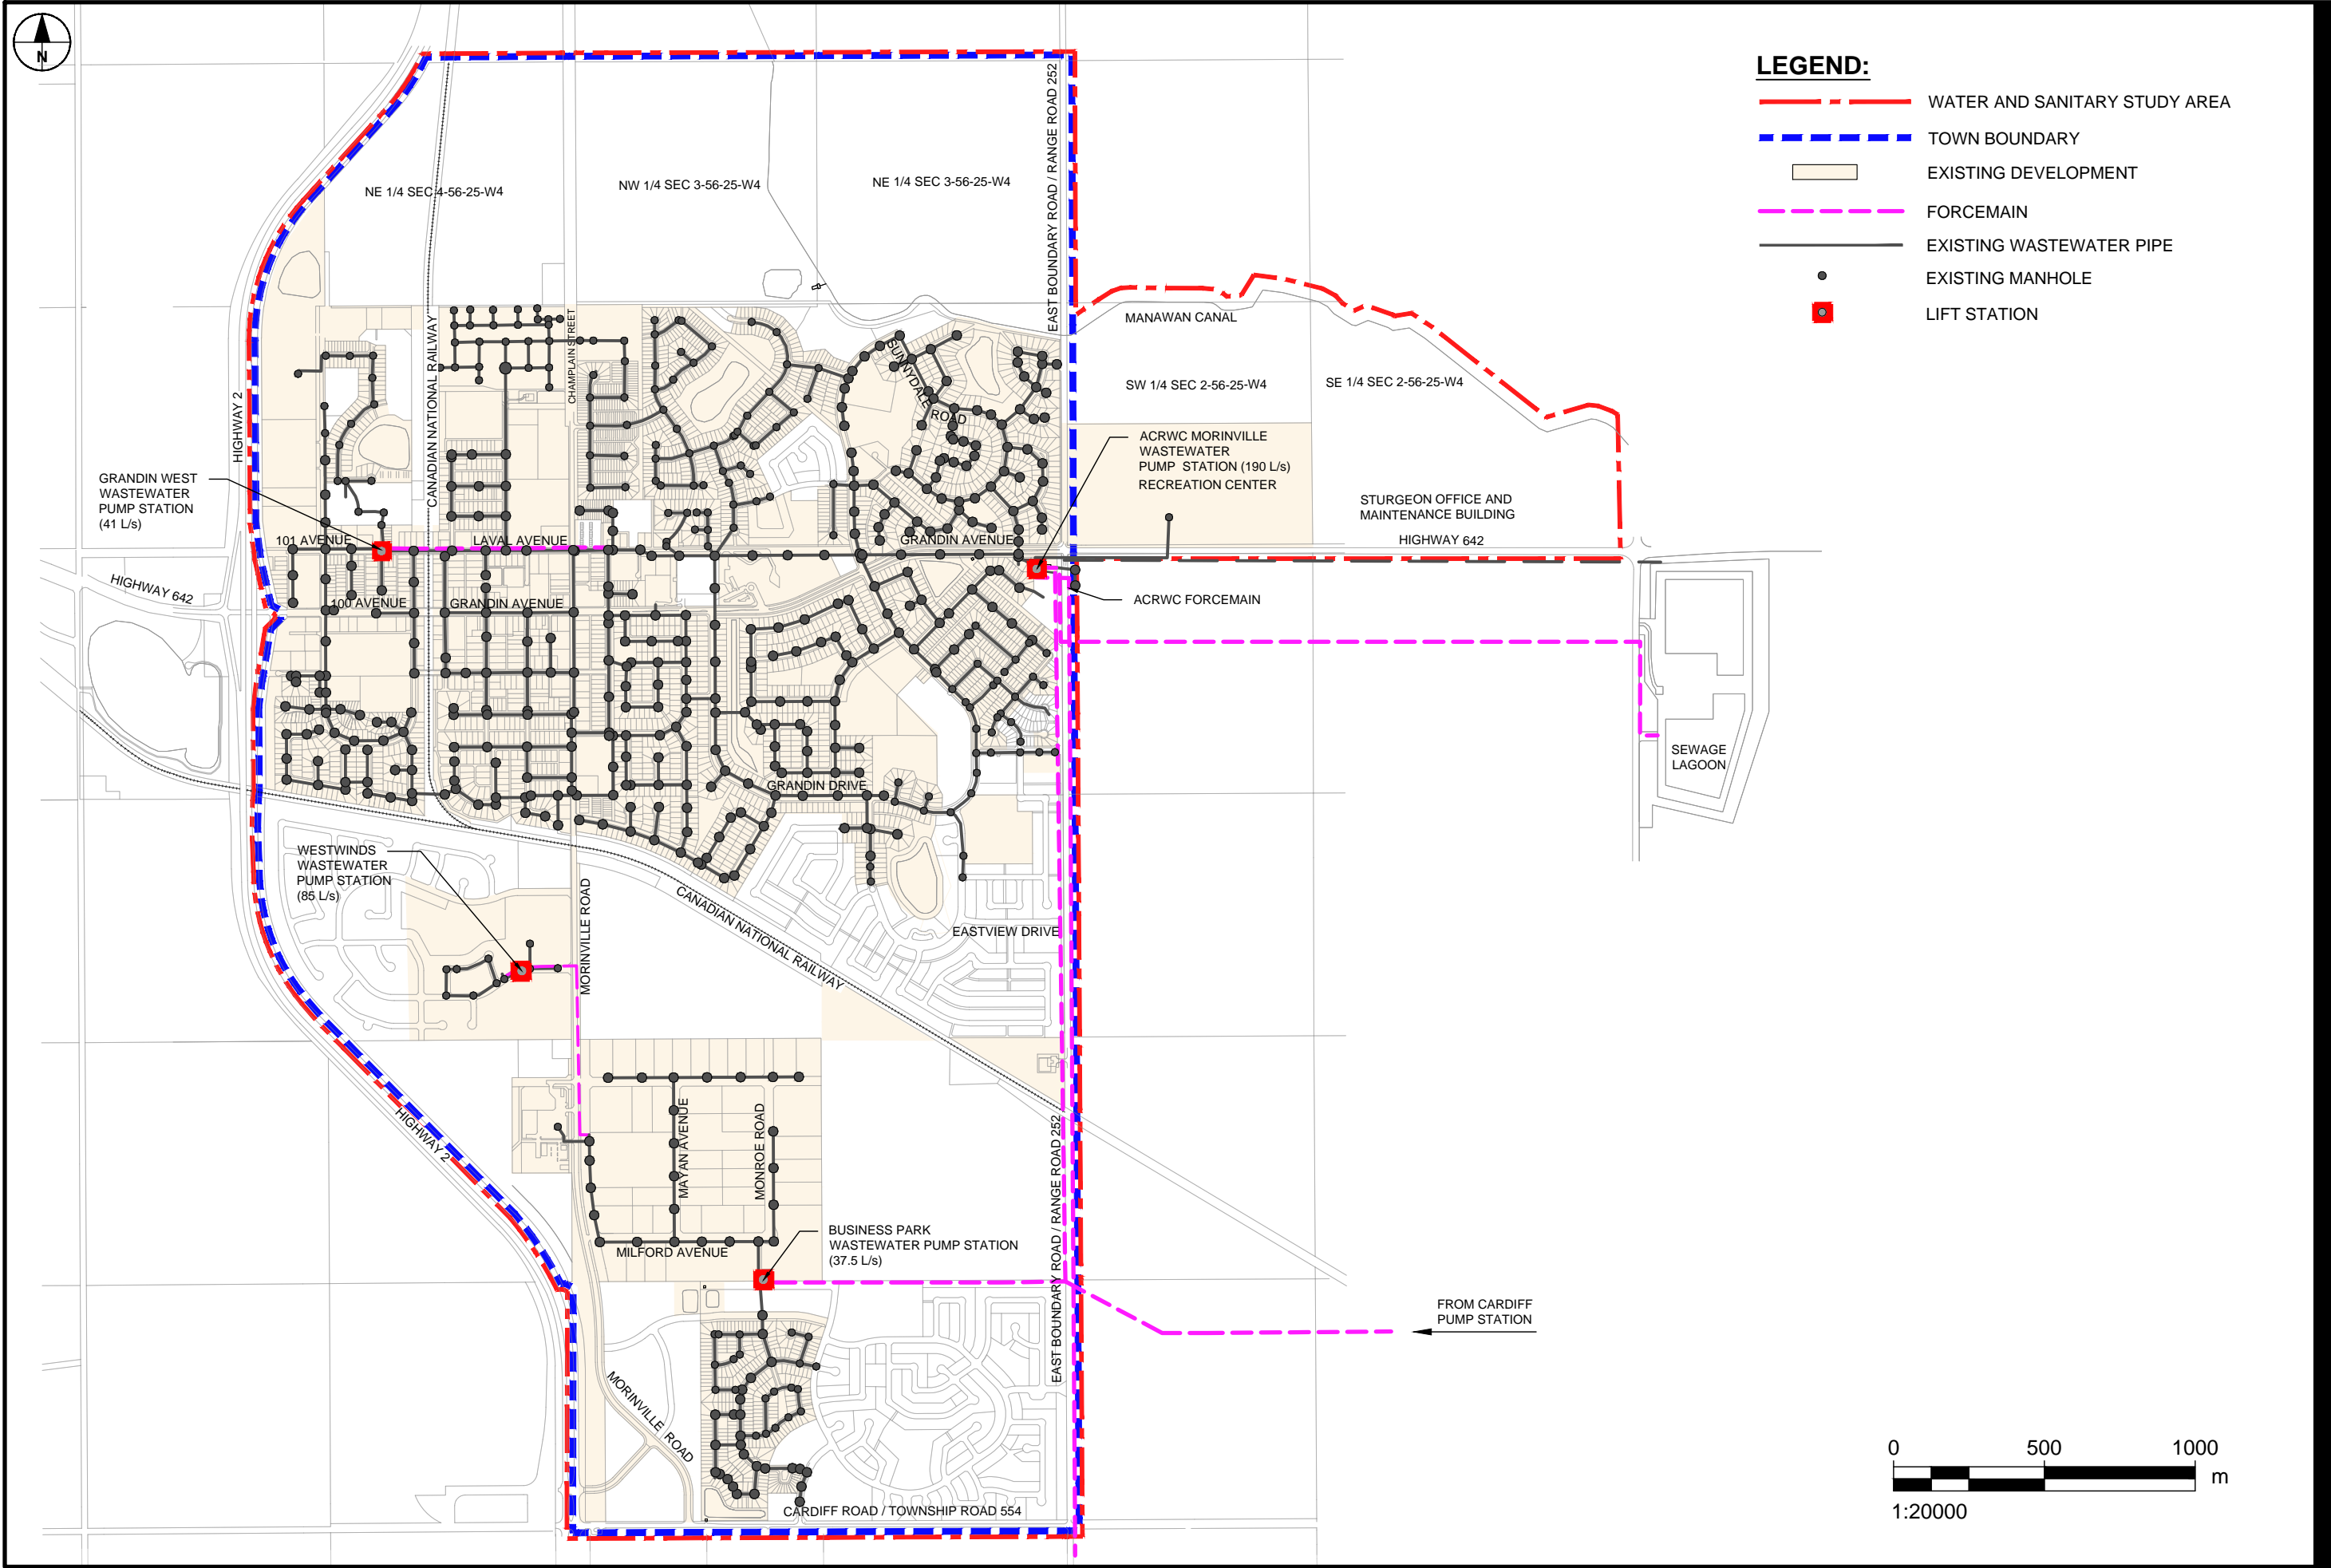 N
LEGEND:
WATER AND SANITARY STUDY AREA
TOWN BOUNDARY
EXISTING DEVELOPMENT
FORCEMAIN
EXISTING WASTEWATER PIPE
EXISTING MANHOLE
LIFT STATION
NE 1/4 SEC 4-56-25-W4
NW 1/4 SEC 3-56-25-W4
NE 1/4 SEC 3-56-25-W4
EAST BOUNDARY ROAD / RANGE ROAD 252
MANAWAN CANAL
SW 1/4 SEC 2-56-25-W4
SE 1/4 SEC 2-56-25-W4
HIGHWAY 2
CANADIAN NATIONAL RAILWAY
CHAMPLAIN STREET
SUNNYDALE
ROAD
ACRWC MORINVILLE
WASTEWATER
PUMP STATION (190 L/s)
RECREATION CENTER
GRANDIN WEST
WASTEWATER
PUMP STATION
(41 L/s)
STURGEON OFFICE AND
MAINTENANCE BUILDING
101 AVENUE
LAVAL AVENUE
GRANDIN AVENUE
HIGHWAY 642
HIGHWAY 642
100 AVENUE
GRANDIN AVENUE
ACRWC FORCEMAIN
SEWAGE
LAGOON
GRANDIN DRIVE
WESTWINDS
WASTEWATER
PUMP STATION
(85 L/s)
MORINVILLE ROAD
CANADIAN NATIONAL RAILWAY
EASTVIEW DRIVE
HIGHWAY 2
MAYAN AVENUE
MONROE ROAD
EAST BOUNDARY ROAD / RANGE ROAD 252
MILFORD AVENUE
BUSINESS PARK
WASTEWATER PUMP STATION
(37.5 L/s)
FROM CARDIFF
PUMP STATION
MORINVILLE ROAD
CARDIFF ROAD / TOWNSHIP ROAD 554
0 500 1000
m
1:20000